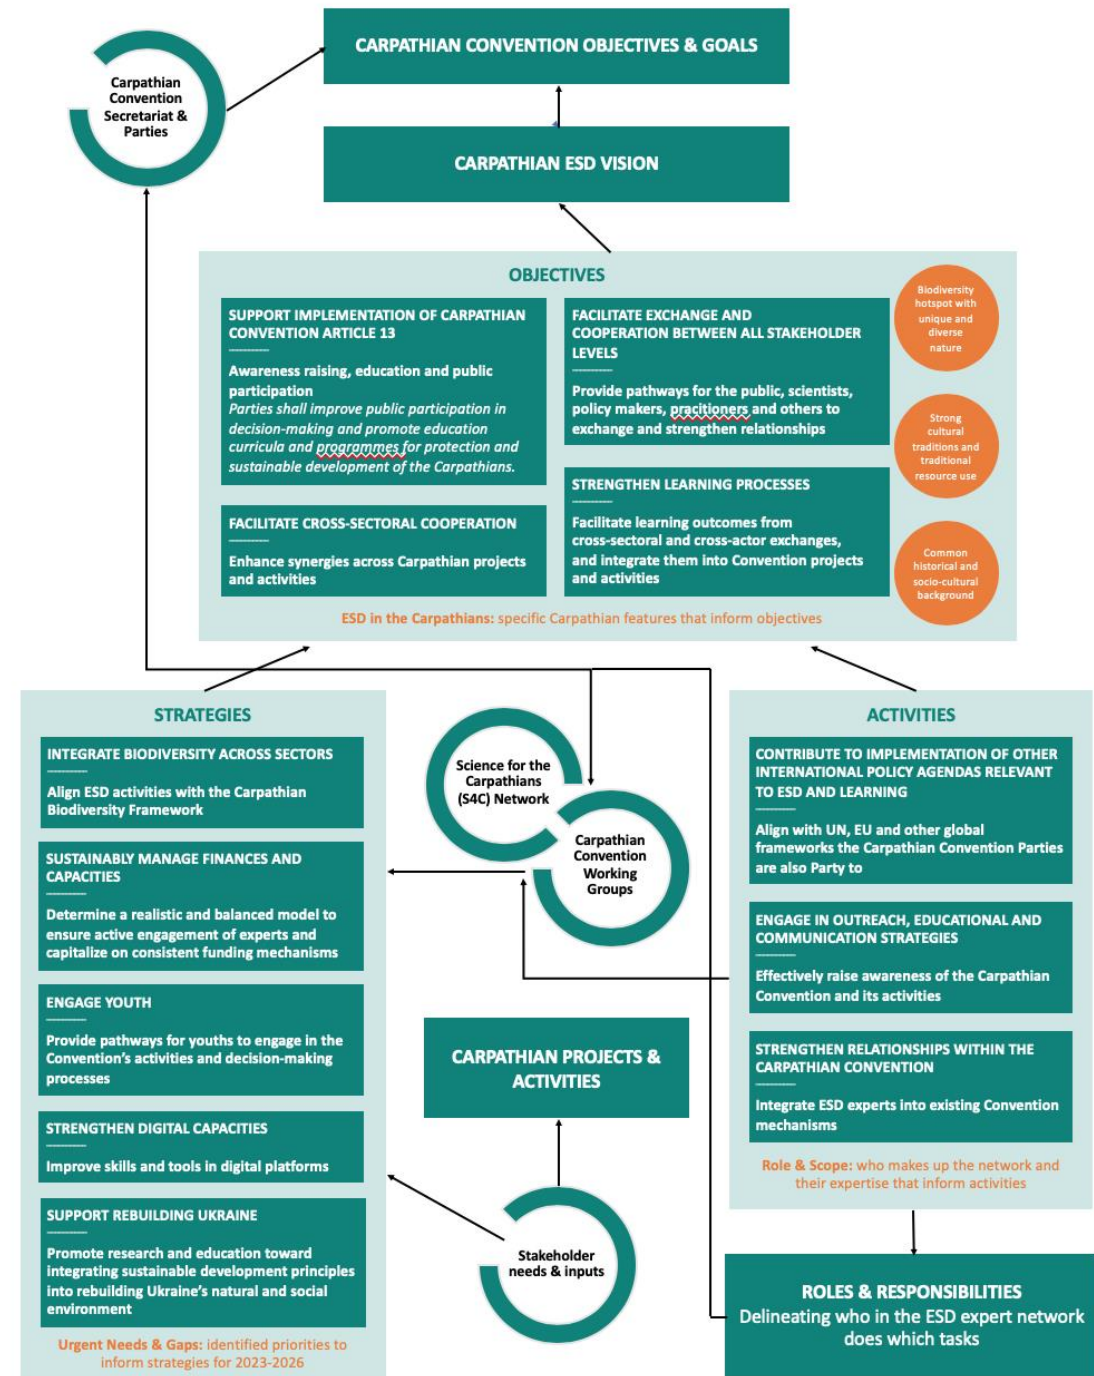 Carpathian
Convention
Secretariat &
Parties
CARPATHIAN CONVENTION OBJECTIVES & GOALS
CARPATHIAN ESD VISION
OBJECTIVES
SUPPORT IMPLEMENTATION OF CARPATHIAN
CONVENTION ARTICLE 13
----------------
Awareness raising, education and public
participation
Parties shall improve public participation in
decision-making and promote education
curricula and programmes for protection and
sustainable development of the Carpathians.
FACILITATE CROSS-SECTORAL COOPERATION
----------------
Enhance synergies across Carpathian projects
and activities
FACILITATE EXCHANGE AND
COOPERATION BETWEEN ALL STAKEHOLDER
LEVELS
----------------
Provide pathways for the public, scientists,
policy makers, pracitioners and others to
exchange and strengthen relationships
STRENGTHEN LEARNING PROCESSES
----------------
Facilitate learning outcomes from
cross-sectoral and cross-actor exchanges,
and integrate them into Convention projects
and activities
Biodiversity
hotspot with
unique and
diverse
nature
Strong
cultural
traditions and
traditional
resource use
Common
historical and
socio-cultural
background
ESD in the Carpathians: specific Carpathian features that inform objectives
STRATEGIES
INTEGRATE BIODIVERSITY ACROSS SECTORS
----------------
Align ESD activities with the Carpathian
Biodiversity Framework
SUSTAINABLY MANAGE FINANCES AND
CAPACITIES
----------------
Determine a realistic and balanced model to
ensure active engagement of experts and
capitalize on consistent funding mechanisms
ENGAGE YOUTH
----------------
Provide pathways for youths to engage in the
Convention's activities and decision-making
processes
STRENGTHEN DIGITAL CAPACITIES
----------------
Improve skills and tools in digital platforms
SUPPORT REBUILDING UKRAINE
----------------
Promote research and education toward
integrating sustainable development principles
into rebuilding Ukraine's natural and social
environment
Urgent Needs & Gaps: identified priorities to
inform strategies for 2023-2026
Science for the
Carpathians
(S4C) Network
Carpathian
Convention
Working
Groups
CARPATHIAN PROJECTS &
ACTIVITIES
Stakeholder
needs & inputs
ACTIVITIES
CONTRIBUTE TO IMPLEMENTATION OF OTHER
INTERNATIONAL POLICY AGENDAS RELEVANT
TO ESD AND LEARNING
----------------
Align with UN, EU and other global
frameworks the Carpathian Convention Parties
are also Party to
ENGAGE IN OUTREACH, EDUCATIONAL AND
COMMUNICATION STRATEGIES
----------------
Effectively raise awareness of the Carpathian
Convention and its activities
STRENGTHEN RELATIONSHIPS WITHIN THE
CARPATHIAN CONVENTION
----------------
Integrate ESD experts into existing Convention
mechanisms
Role & Scope: who makes up the network and
their expertise that inform activities
ROLES & RESPONSIBILITIES
Delineating who in the ESD expert network
does which tasks